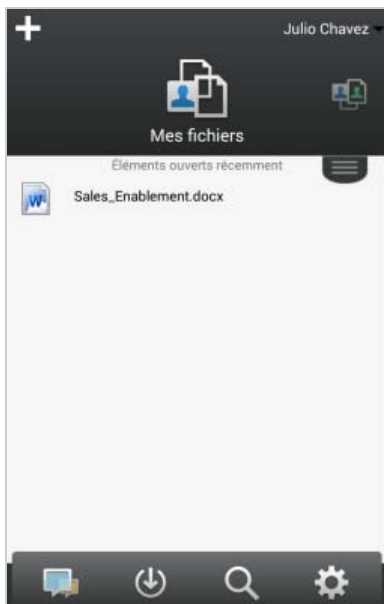 Julio Chavez
Mes fichiers
Éléments ouverts récemment
Sales_Enablement.docx